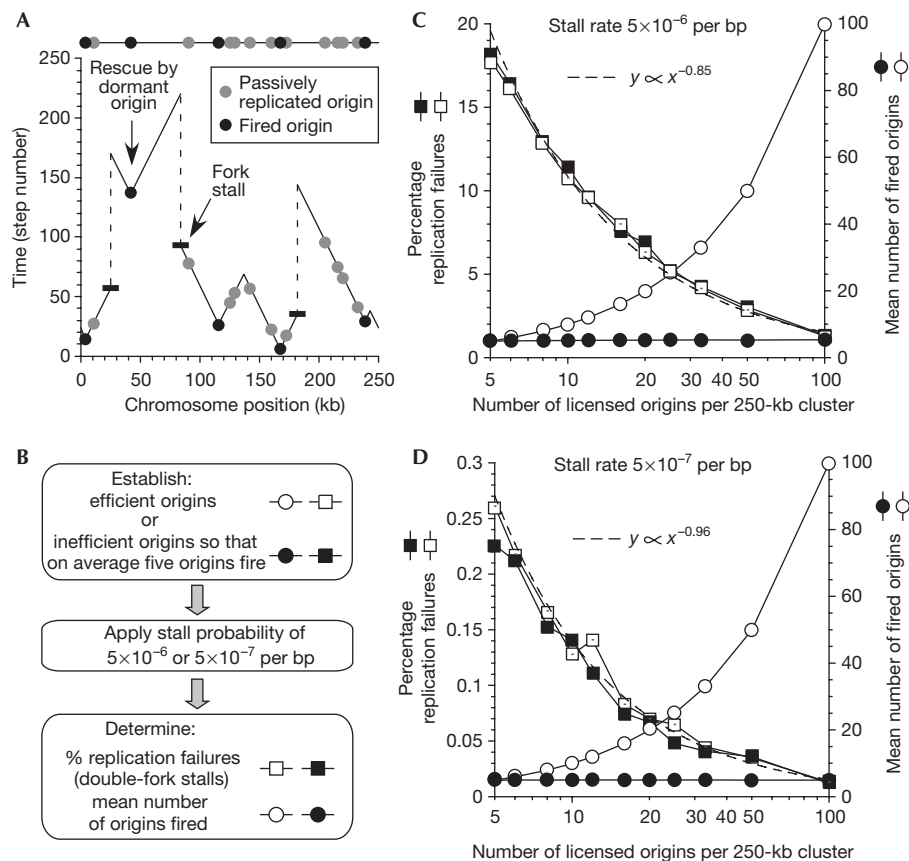 A
Rescue by
dormant
origin
Passively
replicated origin
Fired origin
Fork
stall
Time (step number)
250
200
150
100
50
0
0 50 100 150 200 250
Chromosome position (kb)
B
Establish:
efficient origins
or
inefficient origins so that
on average five origins fire
Apply stall probability of
5×10⁻⁶ or 5×10⁻⁷ per bp
Determine:
% replication failures
(double-fork stalls)
mean number
of origins fired
C
Stall rate 5×10⁻⁶ per bp
y ∝ x⁻⁰·⁸⁵
Percentage
replication failures
20
15
10
5
0
Mean number of fired origins
100
80
60
40
20
0
5 10 20 30 40 50 100
Number of licensed origins per 250-kb cluster
D
Stall rate 5×10⁻⁷ per bp
y ∝ x⁻⁰·⁹⁶
Percentage
replication failures
0.3
0.25
0.2
0.15
0.1
0.05
0
Mean number of fired origins
100
80
60
40
20
0
5 10 20 30 40 50 100
Number of licensed origins per 250-kb cluster